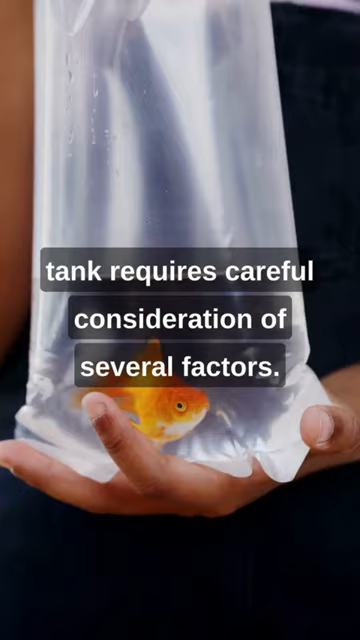 tank requires careful
consideration of
several factors.